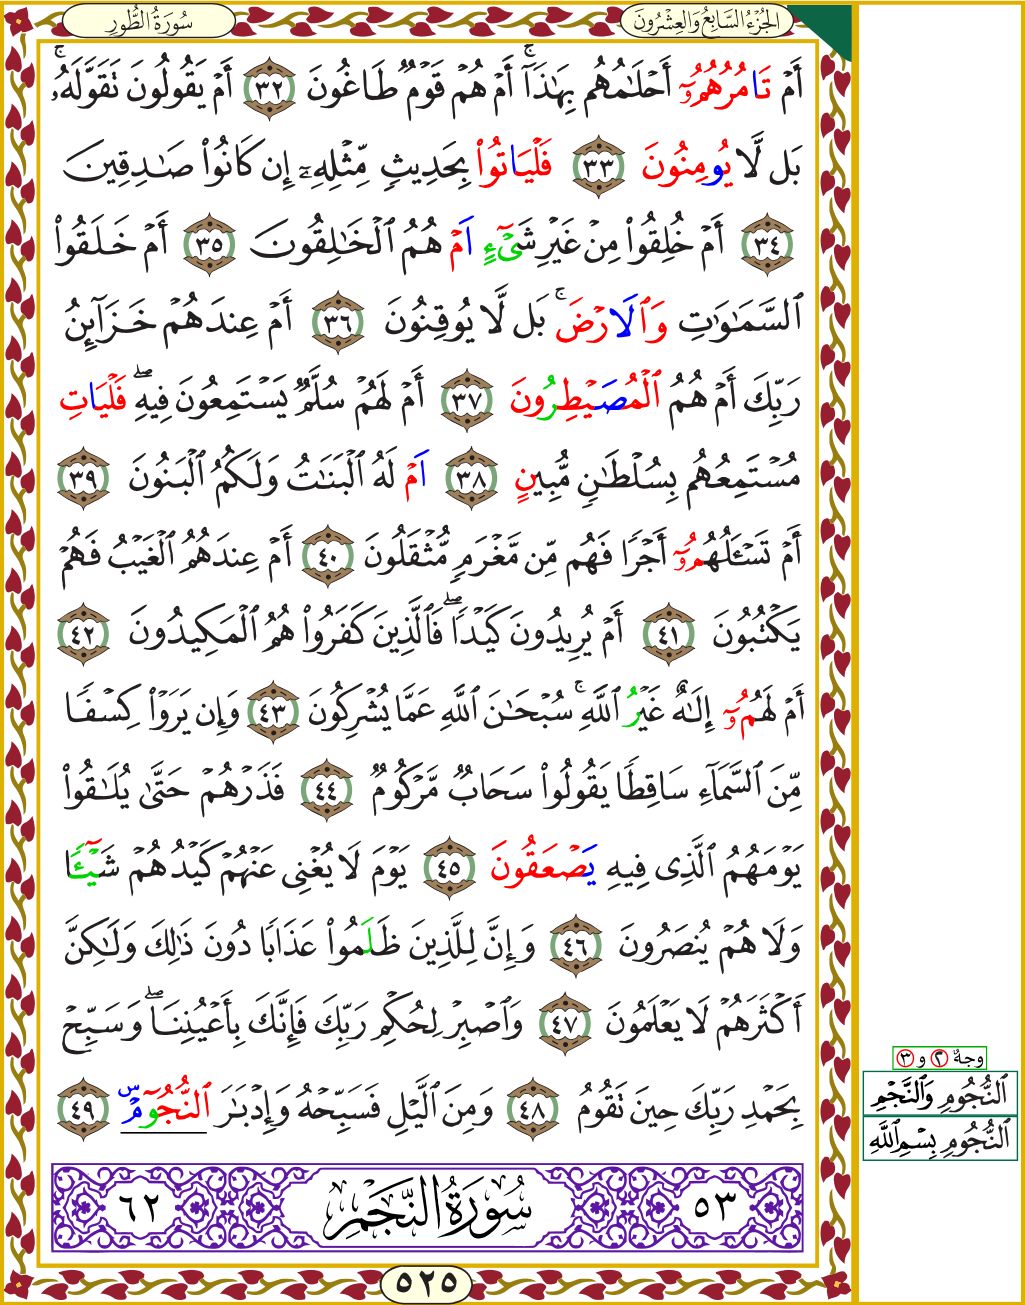 الجُزْءُ السَّابِعُ وَالْعِشْرُونَ
سُورَةُ الطُّورِ
أَمۡ تَامُرُهُمُۥٓ أَحۡلَٰمُهُم بِهَٰذَآۚ أَمۡ هُمۡ قَوۡمٞ طَاغُونَ ٣٢ أَمۡ يَقُولُونَ تَقَوَّلَهُۥۚ
بَل لَّا يُومِنُونَ ٣٣ فَلۡيَاتُواْ بِحَدِيثٖ مِّثۡلِهِۦٓ إِن كَانُواْ صَٰدِقِينَ
٣٤ أَمۡ خُلِقُواْ مِنۡ غَيۡرِ شَيۡءٍ اَمۡ هُمُ ٱلۡخَٰلِقُونَ ٣٥ أَمۡ خَلَقُواْ
ٱلسَّمَٰوَٰتِ وَٱلَارۡضَۚ بَل لَّا يُوقِنُونَ ٣٦ أَمۡ عِندَهُمۡ خَزَآئِنُ
رَبِّكَ أَمۡ هُمُ ٱلۡمُصَۜيۡطِرُونَ ٣٧ أَمۡ لَهُمۡ سُلَّمٞ يَسۡتَمِعُونَ فِيهِۖ فَلۡيَاتِ
مُسۡتَمِعُهُم بِسُلۡطَٰنٖ مُّبِينٍ ٣٨ اَمۡ لَهُ ٱلۡبَنَٰتُ وَلَكُمُ ٱلۡبَنُونَ ٣٩
أَمۡ تَسۡـَٔلُهُمُۥٓ أَجۡرٗا فَهُم مِّن مَّغۡرَمٖ مُّثۡقَلُونَ ٤٠ أَمۡ عِندَهُمُ ٱلۡغَيۡبُ فَهُمۡ
يَكۡتُبُونَ ٤١ أَمۡ يُرِيدُونَ كَيۡدٗاۖ فَٱلَّذِينَ كَفَرُواْ هُمُ ٱلۡمَكِيدُونَ ٤٢
أَمۡ لَهُمُۥٓ إِلَٰهٌ غَيۡرُ ٱللَّهِۚ سُبۡحَٰنَ ٱللَّهِ عَمَّا يُشۡرِكُونَ ٤٣ وَإِن يَرَوۡاْ كِسۡفٗا
مِّنَ ٱلسَّمَآءِ سَاقِطٗا يَقُولُواْ سَحَابٞ مَّرۡكُومٞ ٤٤ فَذَرۡهُمۡ حَتَّىٰ يُلَٰقُواْ
يَوۡمَهُمُ ٱلَّذِي فِيهِ يَصۡعَقُونَ ٤٥ يَوۡمَ لَا يُغۡنِي عَنۡهُمۡ كَيۡدُهُمۡ شَيۡـٔٗا
وَلَا هُمۡ يُنصَرُونَ ٤٦ وَإِنَّ لِلَّذِينَ ظَلَمُواْ عَذَابٗا دُونَ ذَٰلِكَ وَلَٰكِنَّ
أَكۡثَرَهُمۡ لَا يَعۡلَمُونَ ٤٧ وَٱصۡبِرۡ لِحُكۡمِ رَبِّكَ فَإِنَّكَ بِأَعۡيُنِنَاۖ وَسَبِّحۡ
بِحَمۡدِ رَبِّكَ حِينَ تَقُومُ ٤٨ وَمِنَ ٱلَّيۡلِ فَسَبِّحۡهُ وَإِدۡبَٰرَ ٱلنُّجُوٓمۡ ٤٩
وجهٌ ٢ و ٣
ٱلنُّجُومِ وَٱلنَّجۡمِ
ٱلنُّجُومِ بِسۡمِ ٱللَّهِ
٥٣ سُورَةُ النَّجۡمِ ٦٢
٥٢٥